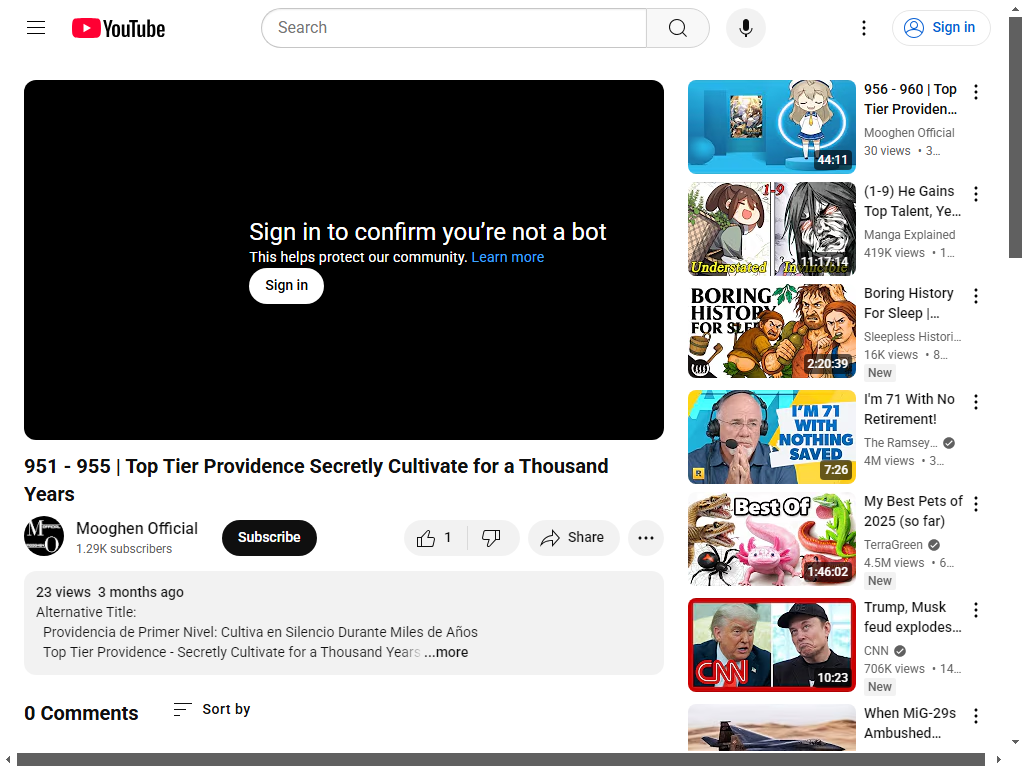 YouTube
Search
Sign in
Sign in to confirm you’re not a bot
This helps protect our community. Learn more
Sign in
951 - 955 | Top Tier Providence Secretly Cultivate for a Thousand
Years
Mooghen Official
1.29K subscribers
Subscribe
1
Share
23 views 3 months ago
Alternative Title:
Providencia de Primer Nivel: Cultiva en Silencio Durante Miles de Años
Top Tier Providence - Secretly Cultivate for a Thousand Years ...more
0 Comments
Sort by
44:11
956 - 960 | Top
Tier Providen...
Mooghen Official
30 views • 3...
1-9
11:17:14
Understated
(1-9) He Gains
Top Talent, Ye...
Manga Explained
419K views • 1...
BORING
HISTORY
FOR SLEEP
2:20:39
Boring History
For Sleep |...
Sleepless Histori...
16K views • 8...
New
I'M 71
WITH
NOTHING
SAVED
7:26
I'm 71 With No
Retirement!
The Ramsey...
4M views • 3...
Best Of
1:46:02
My Best Pets of
2025 (so far)
TerraGreen
4.5M views • 6...
New
CNN
10:23
Trump, Musk
feud explodes...
CNN
706K views • 14...
New
When MiG-29s
Ambushed...